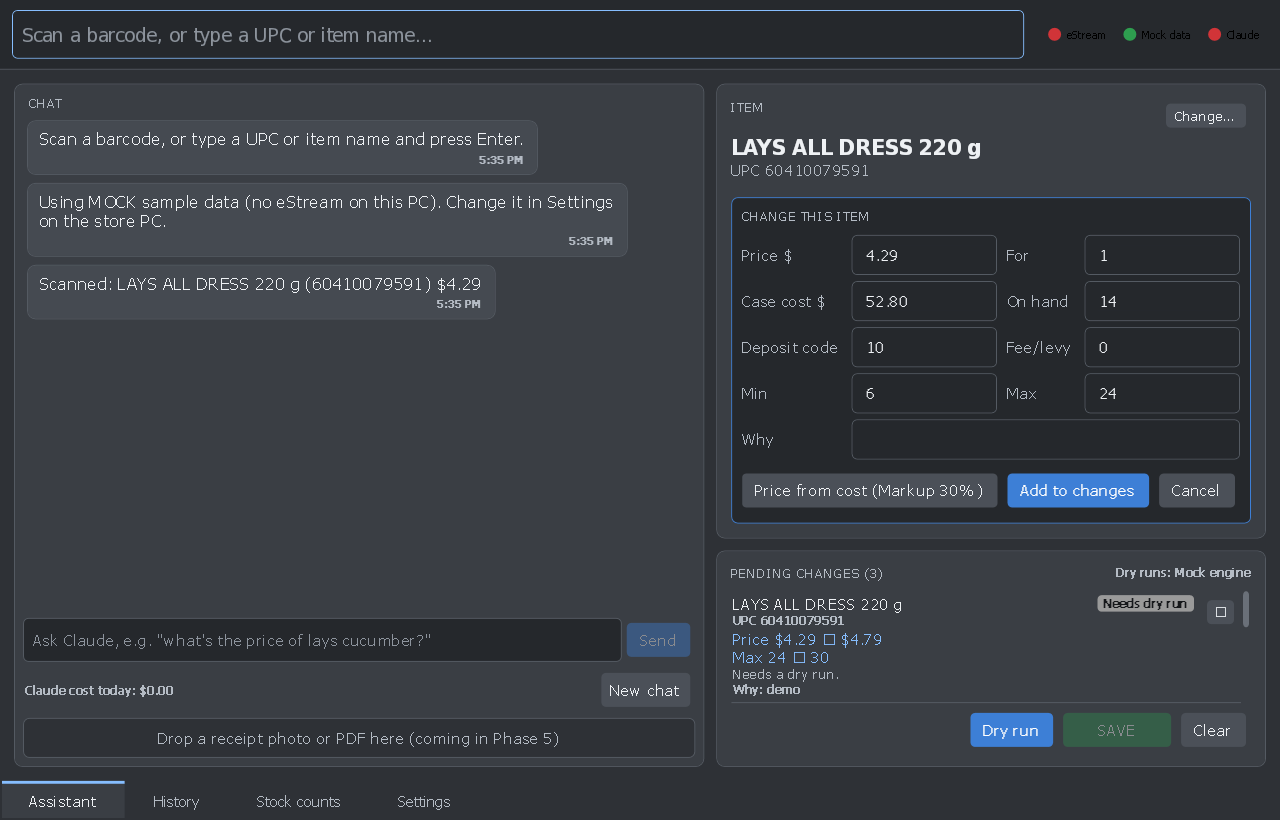 Scan a barcode, or type a UPC or item name...
eStream
Mock data
Claude
CHAT
Scan a barcode, or type a UPC or item name and press Enter.
5:35 PM
Using MOCK sample data (no eStream on this PC). Change it in Settings
on the store PC.
5:35 PM
Scanned: LAYS ALL DRESS 220 g (60410079591) $4.29
5:35 PM
Ask Claude, e.g. "what's the price of lays cucumber?"
Send
Claude cost today: $0.00
New chat
Drop a receipt photo or PDF here (coming in Phase 5)
ITEM
Change...
LAYS ALL DRESS 220 g
UPC 60410079591
CHANGE THIS ITEM
Price $ 4.29 For 1
Case cost $ 52.80 On hand 14
Deposit code 10 Fee/levy 0
Min 6 Max 24
Why
Price from cost (Markup 30%) Add to changes Cancel
PENDING CHANGES (3) Dry runs: Mock engine
LAYS ALL DRESS 220 g Needs dry run □
UPC 60410079591
Price $4.29 □ $4.79
Max 24 □ 30
Needs a dry run.
Why: demo
Dry run SAVE Clear
Assistant History Stock counts Settings